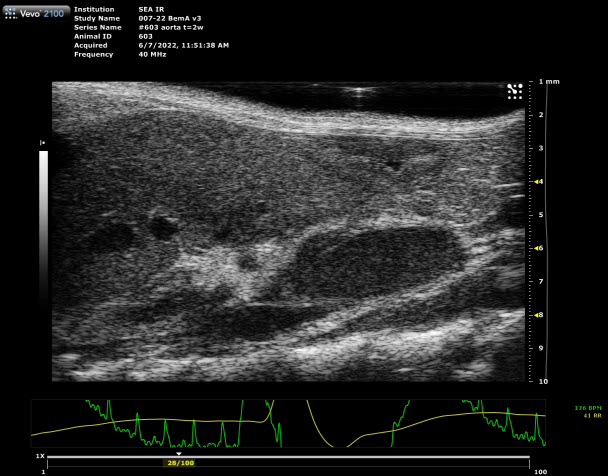 Vevo 2100
Institution SEA IR
Study Name 007-22 BemA v3
Series Name #603 aorta t=2w
Animal ID 603
Acquired 6/7/2022, 11:51:38 AM
Frequency 40 MHz
1 mm
2
3
4
5
6
7
8
9
10
BPM
41 RR
1X
28/100
1
100